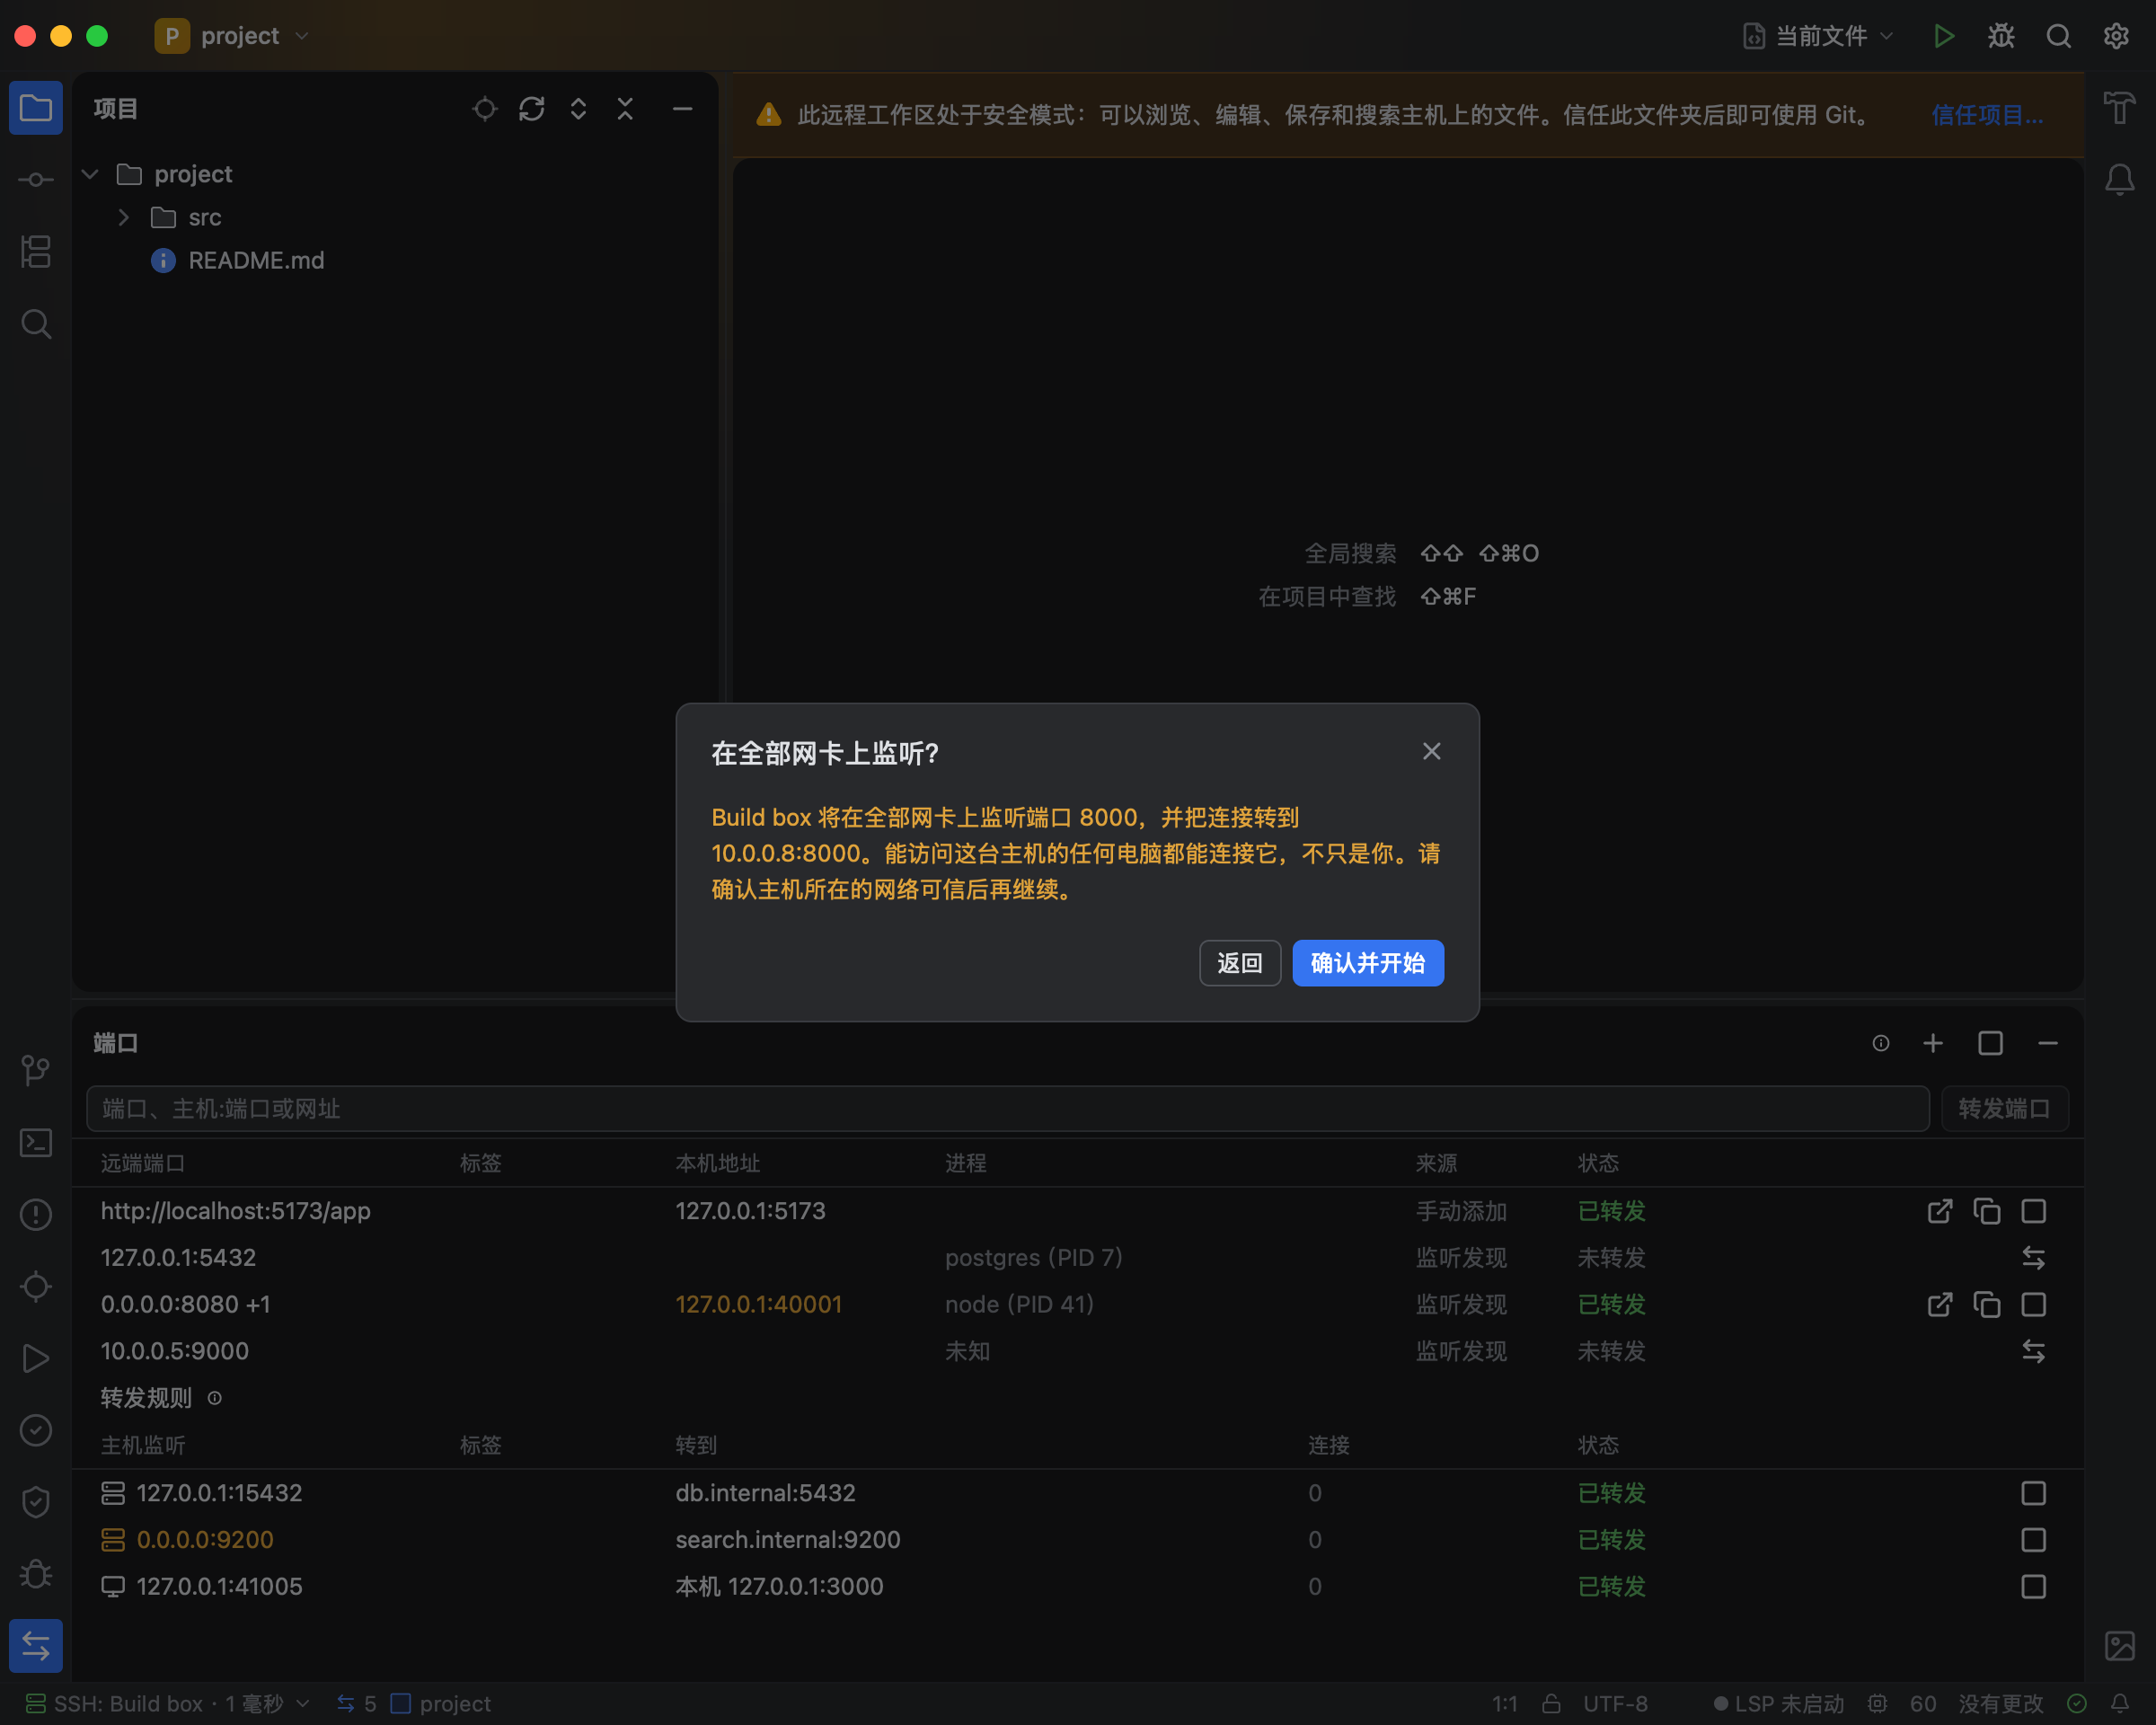 P project
当前文件
项目
此远程工作区处于安全模式：可以浏览、编辑、保存和搜索主机上的文件。信任此文件夹后即可使用 Git。 信任项目...
project
src
README.md
全局搜索 ⇧⇧ ⇧⌘O
在项目中查找 ⇧⌘F
在全部网卡上监听?
Build box 将在全部网卡上监听端口 8000，并把连接转到
10.0.0.8:8000。能访问这台主机的任何电脑都能连接它，不只是你。请
确认主机所在的网络可信后再继续。
返回 确认并开始
端口
端口、主机:端口或网址 转发端口
远端端口 标签 本机地址 进程 来源 状态
http://localhost:5173/app 127.0.0.1:5173 手动添加 已转发
127.0.0.1:5432 postgres (PID 7) 监听发现 未转发
0.0.0.0:8080 +1 127.0.0.1:40001 node (PID 41) 监听发现 已转发
10.0.0.5:9000 未知 监听发现 未转发
转发规则
主机监听 标签 转到 连接 状态
127.0.0.1:15432 db.internal:5432 0 已转发
0.0.0.0:9200 search.internal:9200 0 已转发
127.0.0.1:41005 本机 127.0.0.1:3000 0 已转发
SSH: Build box · 1 毫秒 5 project 1:1 UTF-8 LSP 未启动 60 没有更改